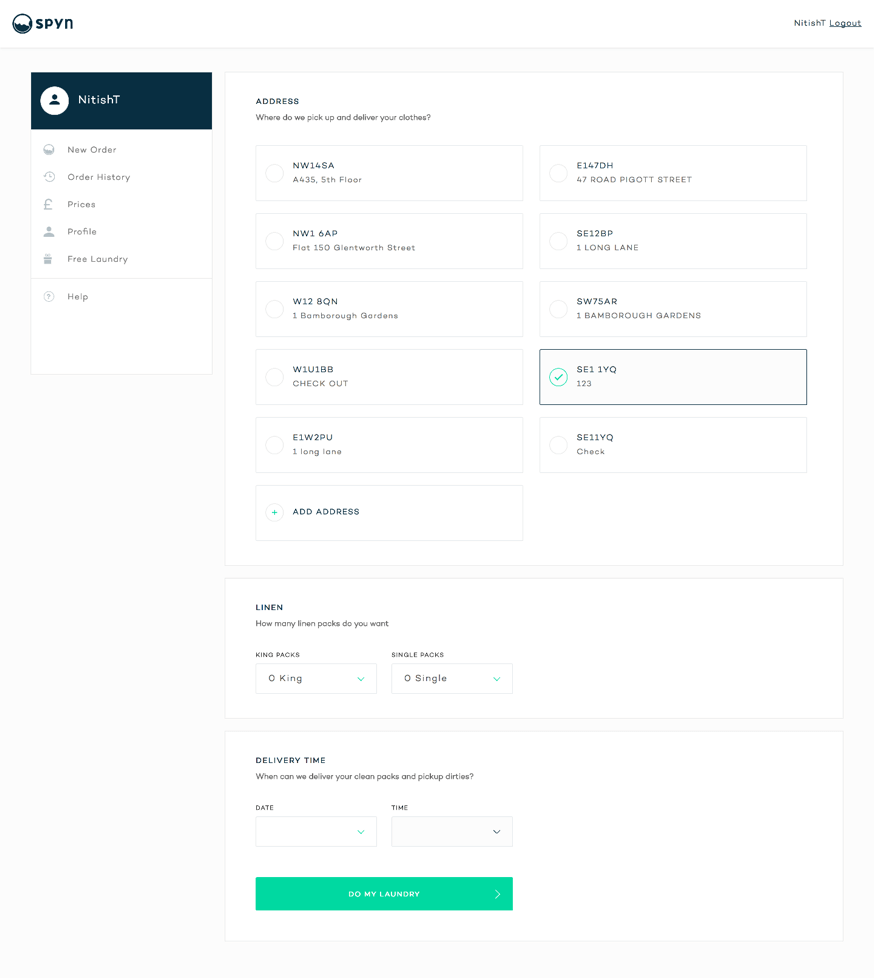 spyn
NitishT Logout
NitishT
New Order
Order History
Prices
Profile
Free Laundry
Help
ADDRESS
Where do we pick up and deliver your clothes?
NW14SA
A435, 5th Floor
E147DH
47 ROAD PIGOTT STREET
NW1 6AP
Flat 150 Glentworth Street
SE12BP
1 LONG LANE
W12 8QN
1 Bamborough Gardens
SW75AR
1 BAMBOROUGH GARDENS
W1U1BB
CHECK OUT
SE1 1YQ
123
E1W2PU
1 long lane
SE11YQ
Check
+ ADD ADDRESS
LINEN
How many linen packs do you want
KING PACKS
0 King
SINGLE PACKS
0 Single
DELIVERY TIME
When can we deliver your clean packs and pickup dirties?
DATE
TIME
DO MY LAUNDRY